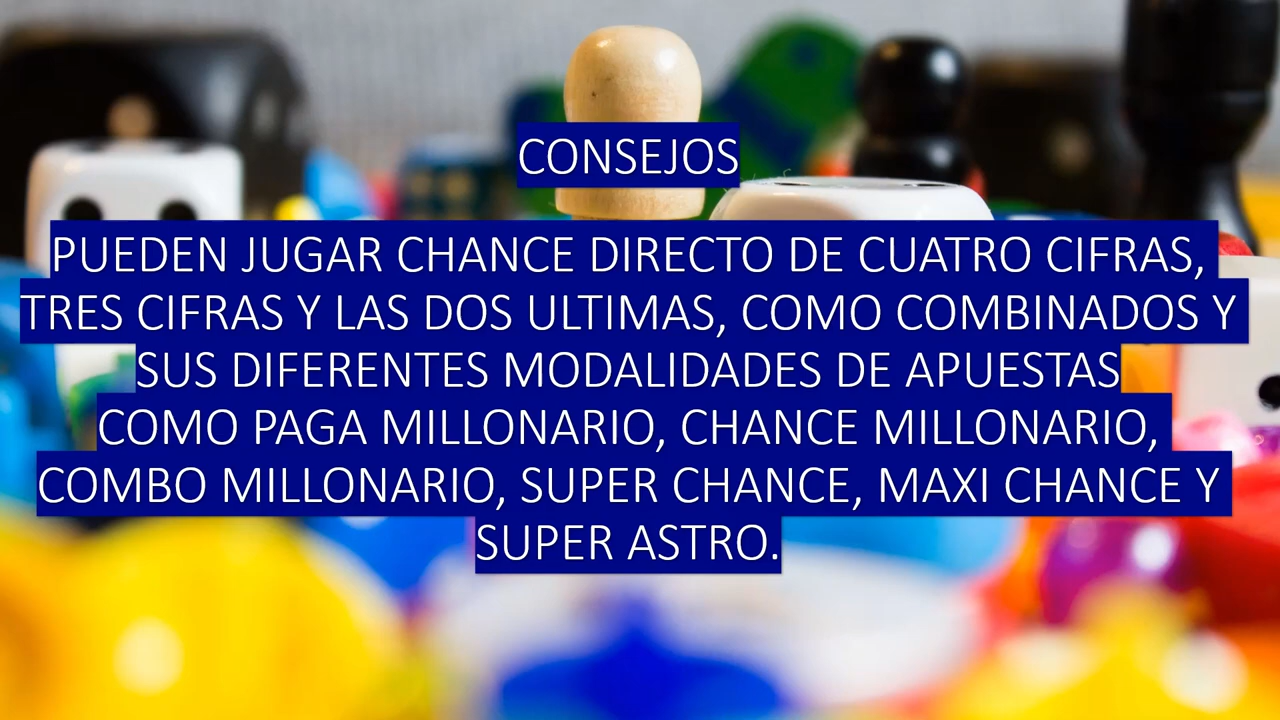 CONSEJOS
PUEDEN JUGAR CHANCE DIRECTO DE CUATRO CIFRAS,
TRES CIFRAS Y LAS DOS ULTIMAS, COMO COMBINADOS Y
SUS DIFERENTES MODALIDADES DE APUESTAS
COMO PAGA MILLONARIO, CHANCE MILLONARIO,
COMBO MILLONARIO, SUPER CHANCE, MAXI CHANCE Y
SUPER ASTRO.